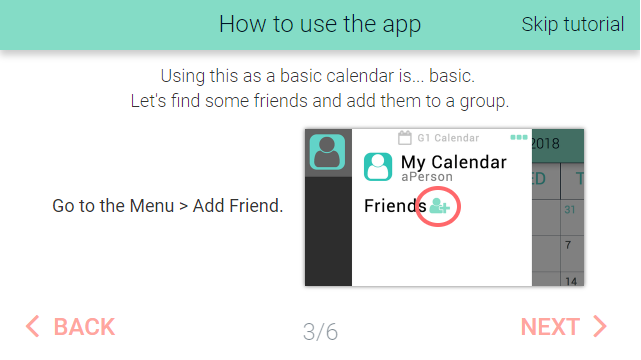 How to use the app
Skip tutorial
Using this as a basic calendar is... basic.
Let's find some friends and add them to a group.
G1 Calendar
2018
My Calendar
aPerson
Go to the Menu > Add Friend.
Friends
ED
T
31
7
14
BACK
3/6
NEXT